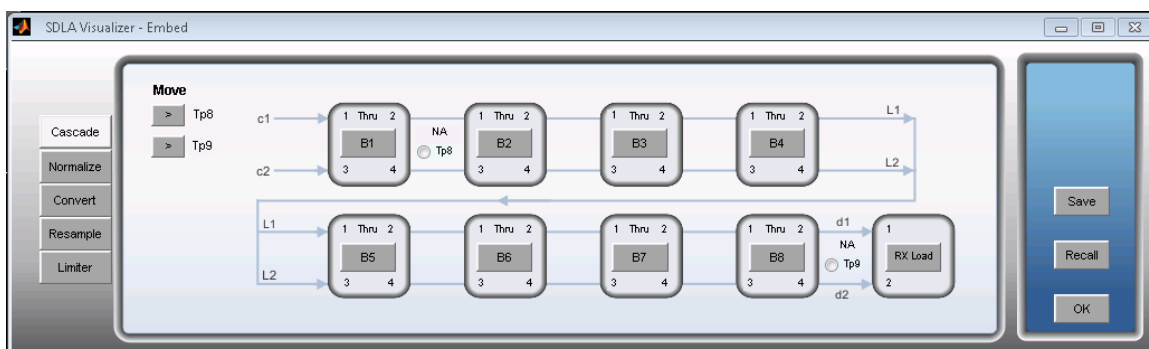 SDLA Visualizer - Embed
Move
> Tp8
> Tp9
Cascade
Normalize
Convert
Resample
Limiter
c1 1 Thru 2 1 Thru 2 1 Thru 2 1 Thru 2 L1
B1 NA B2 B3 B4
Tp8
c2 3 4 3 4 3 4 3 4 L2
L1 1 Thru 2 1 Thru 2 1 Thru 2 1 Thru 2 d1 1
B5 B6 B7 B8 NA RX Load
Tp9
L2 3 4 3 4 3 4 3 4 d2 2
Save
Recall
OK